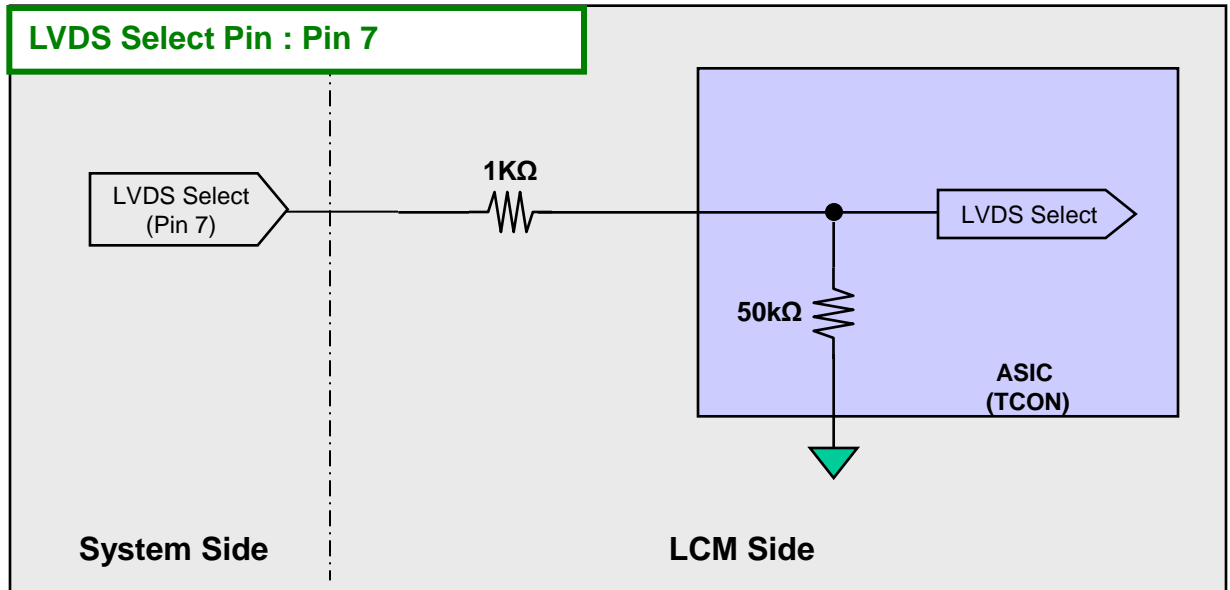 LVDS Select Pin : Pin 7
LVDS Select
(Pin 7)
1KΩ
LVDS Select
50kΩ
ASIC
(TCON)
System Side
LCM Side